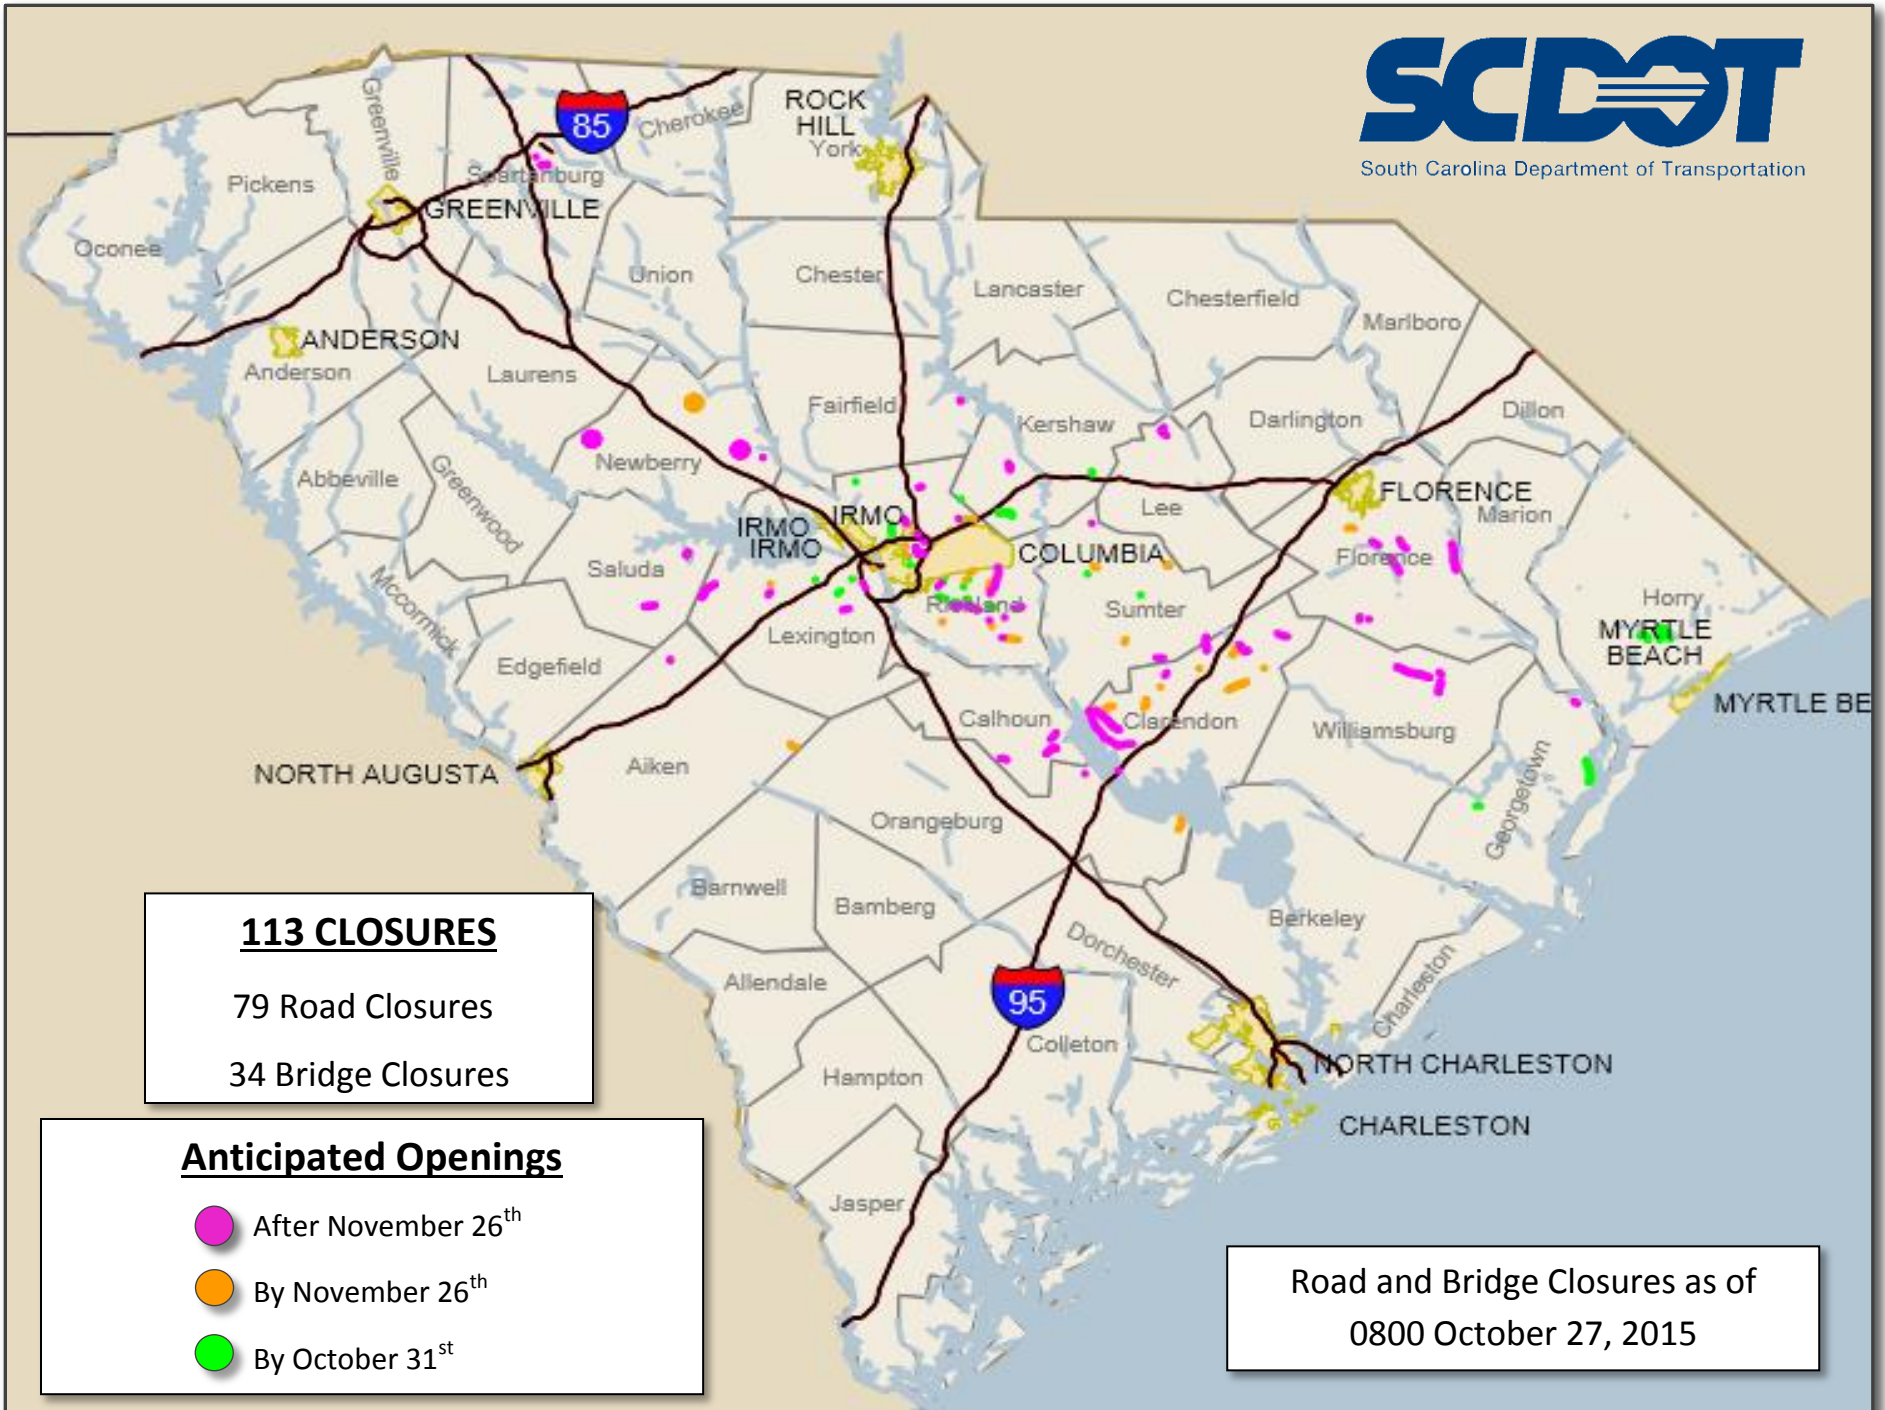 SCDOT
South Carolina Department of Transportation
85
Cherokee
ROCK
HILL
York
Greenville
Pickens
Spartanburg
GREENVILLE
Oconee
Union
Chester
Lancaster
Chesterfield
Marlboro
ANDERSON
Anderson
Laurens
Fairfield
Kershaw
Darlington
Dillon
Abbeville
Greenwood
Newberry
IRMO
IRMO
IRMO
Lee
FLORENCE
Marion
COLUMBIA
Florence
Saluda
Mccormick
Richland
Sumter
Horry
MYRTLE
BEACH
Lexington
Edgefield
MYRTLE BE
Calhoun
Clarendon
Williamsburg
NORTH AUGUSTA
Aiken
Georgetown
Orangeburg
Barnwell
Bamberg
Berkeley
Dorchester
Charleston
Allendale
95
Colleton
NORTH CHARLESTON
Hampton
CHARLESTON
Jasper
113 CLOSURES
79 Road Closures
34 Bridge Closures
Anticipated Openings
After November 26th
By November 26th
By October 31st
Road and Bridge Closures as of
0800 October 27, 2015